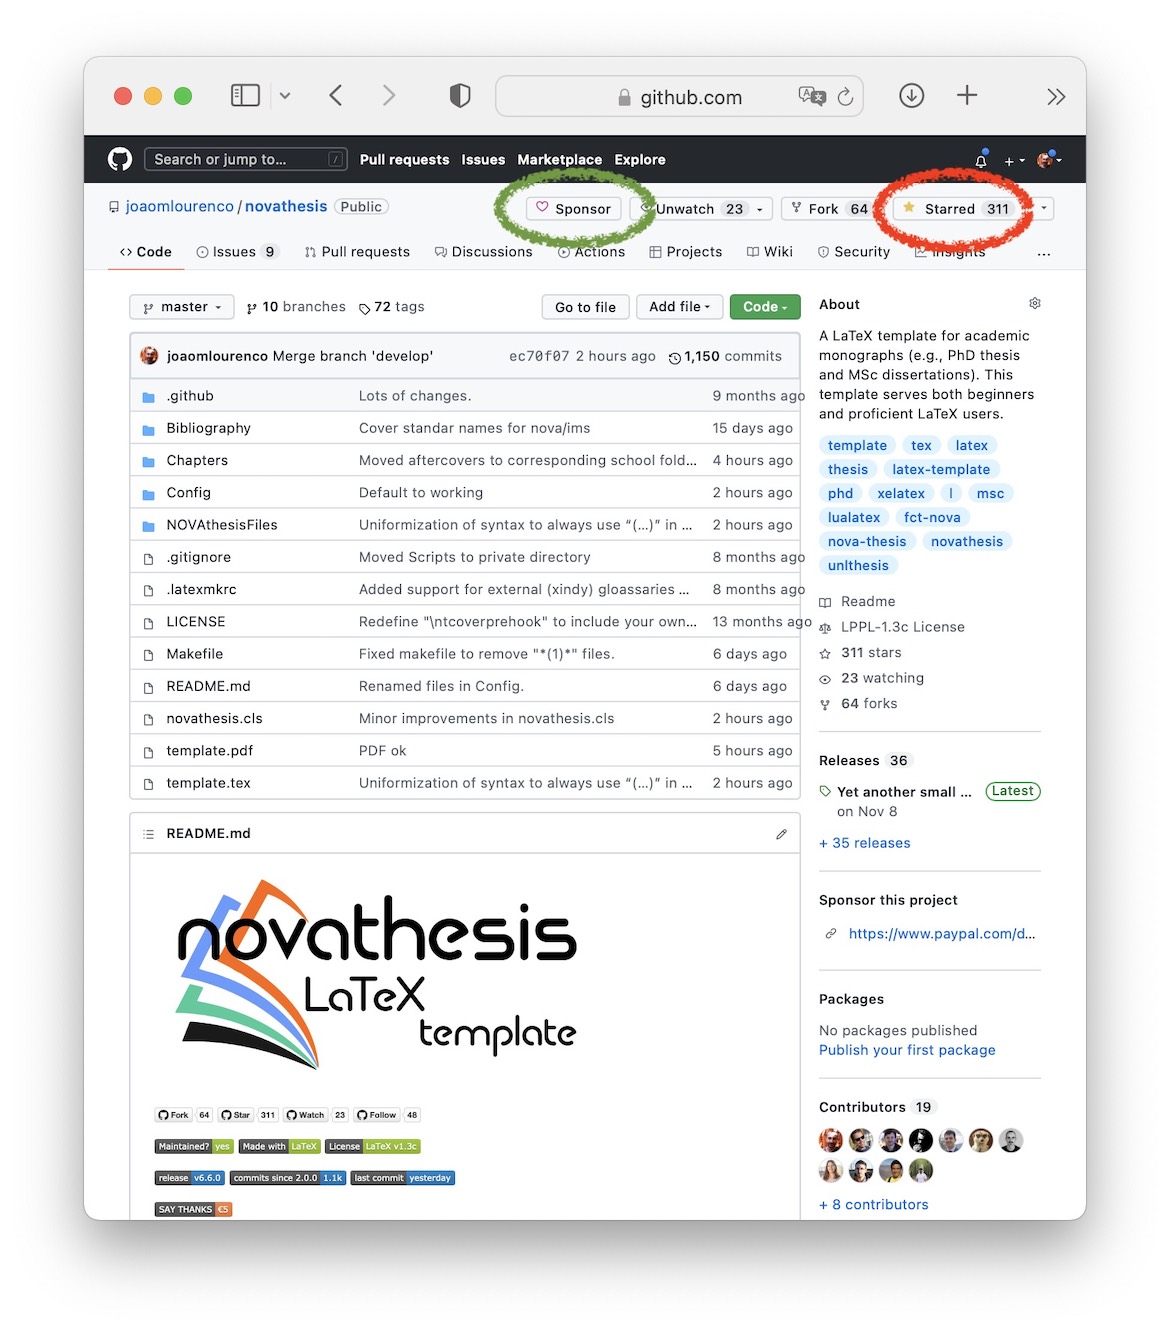 github.com
Search or jump to... /
Pull requests Issues Marketplace Explore
joaomlourenco / novathesis Public
Sponsor
Unwatch 23
Fork 64
Starred 311
Code Issues 9 Pull requests Discussions Actions Projects Wiki Security Insights ...
master 10 branches 72 tags Go to file Add file Code
joaomlourenco Merge branch 'develop' ec70f07 2 hours ago 1,150 commits
.github Lots of changes. 9 months ago
Bibliography Cover standar names for nova/ims 15 days ago
Chapters Moved aftercovers to corresponding school fold... 4 hours ago
Config Default to working 2 hours ago
NOVAthesisFiles Uniformization of syntax to always use “(...)” in ... 2 hours ago
.gitignore Moved Scripts to private directory 8 months ago
.latexmkrc Added support for external (xindy) gloassaries ... 8 months ago
LICENSE Redefine "\ntcoverprehook" to include your own... 13 months ago
Makefile Fixed makefile to remove "*(1)*" files. 6 days ago
README.md Renamed files in Config. 6 days ago
novathesis.cls Minor improvements in novathesis.cls 2 hours ago
template.pdf PDF ok 5 hours ago
template.tex Uniformization of syntax to always use “(...)” in ... 2 hours ago
README.md
novathesis
LaTeX
template
Fork 64 Star 311 Watch 23 Follow 48
Maintained? yes Made with LaTeX License LaTeX v1.3c
release v6.6.0 commits since 2.0.0 1.1k last commit yesterday
SAY THANKS €5
About
A LaTeX template for academic
monographs (e.g., PhD thesis
and MSc dissertations). This
template serves both beginners
and proficient LaTeX users.
template tex latex
thesis latex-template
phd xelatex l msc
lualatex fct-nova
nova-thesis novathesis
unlthesis
Readme
LPPL-1.3c License
311 stars
23 watching
64 forks
Releases 36
Yet another small ... Latest
on Nov 8
+ 35 releases
Sponsor this project
https://www.paypal.com/d...
Packages
No packages published
Publish your first package
Contributors 19
+ 8 contributors